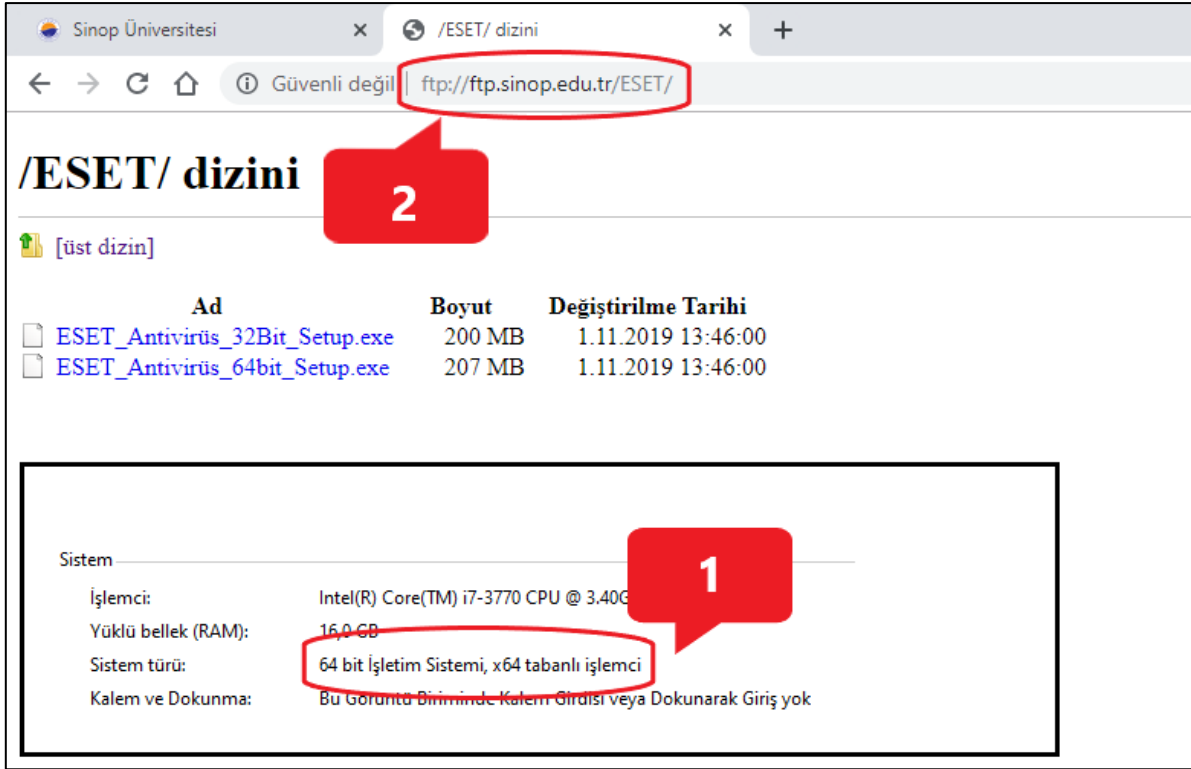 Sinop Üniversitesi
/ESET/ dizini
Güvenli değil | ftp://ftp.sinop.edu.tr/ESET/
2
/ESET/ dizini
[üst dizin]
Ad Boyut Değiştirilme Tarihi
ESET_Antivirüs_32Bit_Setup.exe 200 MB 1.11.2019 13:46:00
ESET_Antivirüs_64bit_Setup.exe 207 MB 1.11.2019 13:46:00
1
Sistem
İşlemci: Intel(R) Core(TM) i7-3770 CPU @ 3.40G
Yüklü bellek (RAM): 16,0 GB
Sistem türü: 64 bit İşletim Sistemi, x64 tabanlı işlemci
Kalem ve Dokunma: Bu Görüntü Biriminde Kalem Girdisi veya Dokunarak Giriş yok